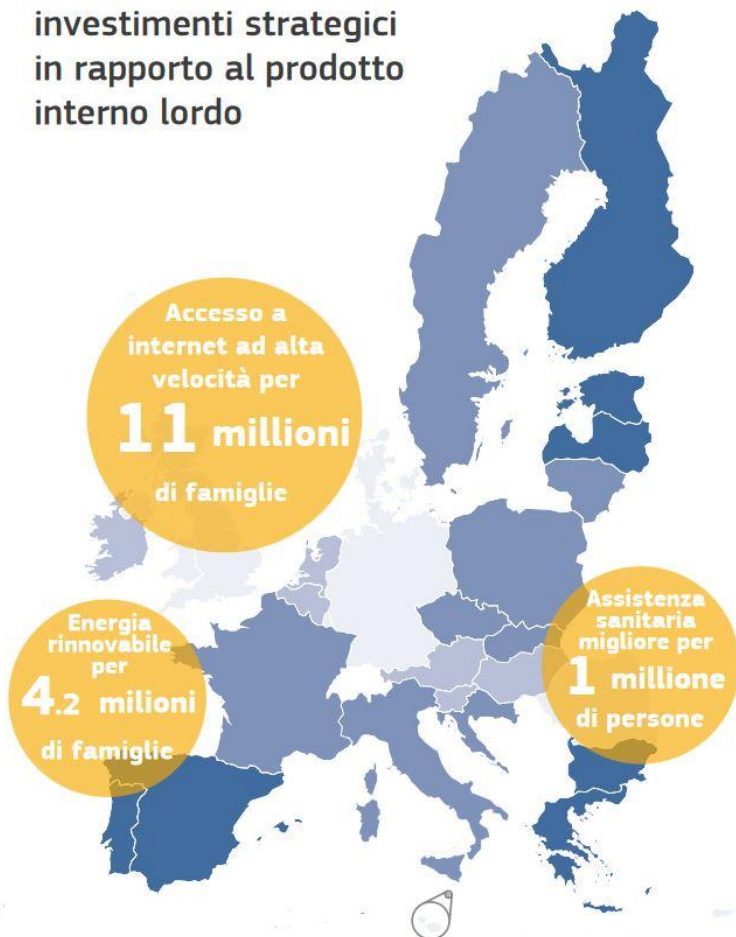 investimenti strategici
in rapporto al prodotto
interno lordo
Accesso a
internet ad alta
velocità per
11 millioni
di famiglie
Energia
rinnovabile
per
4.2 milioni
di famiglie
Assistenza
sanitaria
migliore per
1 millione
di persone